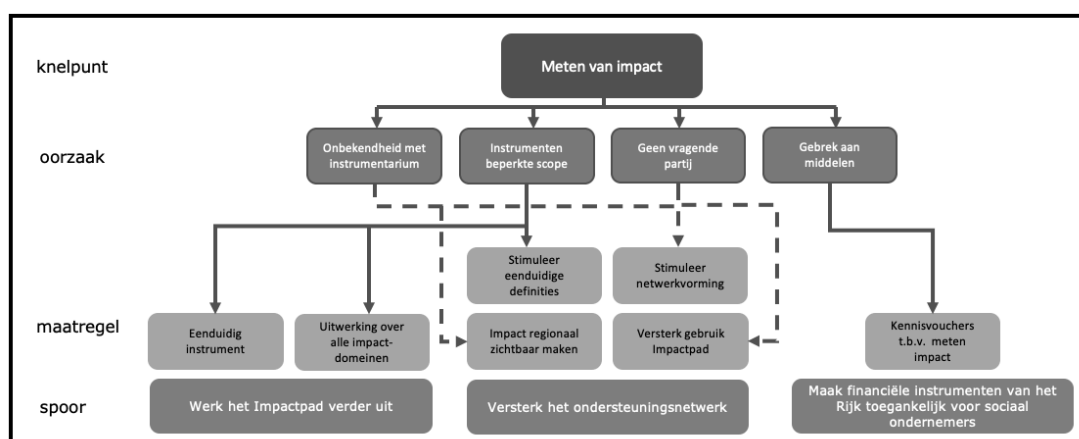 knelpunt
Meten van impact
oorzaak
Onbekendheid met
instrumentarium
Instrumenten
beperkte scope
Geen vragende
partij
Gebrek aan
middelen
maatregel
Stimuleer
eenduidige
definities
Stimuleer
netwerkvorming
Eenduidig
instrument
Uitwerking over
alle impact-
domeinen
Impact regionaal
zichtbaar maken
Versterk gebruik
Impactpad
Kennisvouchers
t.b.v. meten
impact
spoor
Werk het Impactpad verder uit
Versterk het ondersteuningsnetwerk
Maak financiële instrumenten van het
Rijk toegankelijk voor sociaal
ondernemers